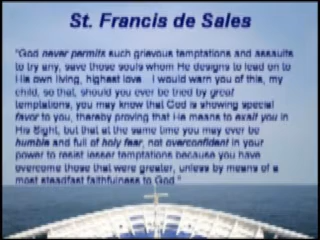 St. Francis de Sales
"God never permits such grievous temptations and assaults
to try any, save those souls whom He designs to lead on to
His own living, highest love. I would warn you of this, my
child, so that, should you ever be tried by great
temptations, you may know that God is showing special
favor to you, thereby proving that He means to exalt you in
His Sight, but that at the same time you may ever be
humble and full of holy fear, not overconfident in your
power to resist lesser temptations because you have
overcome those that were greater, unless by means of a
most steadfast faithfulness to God."